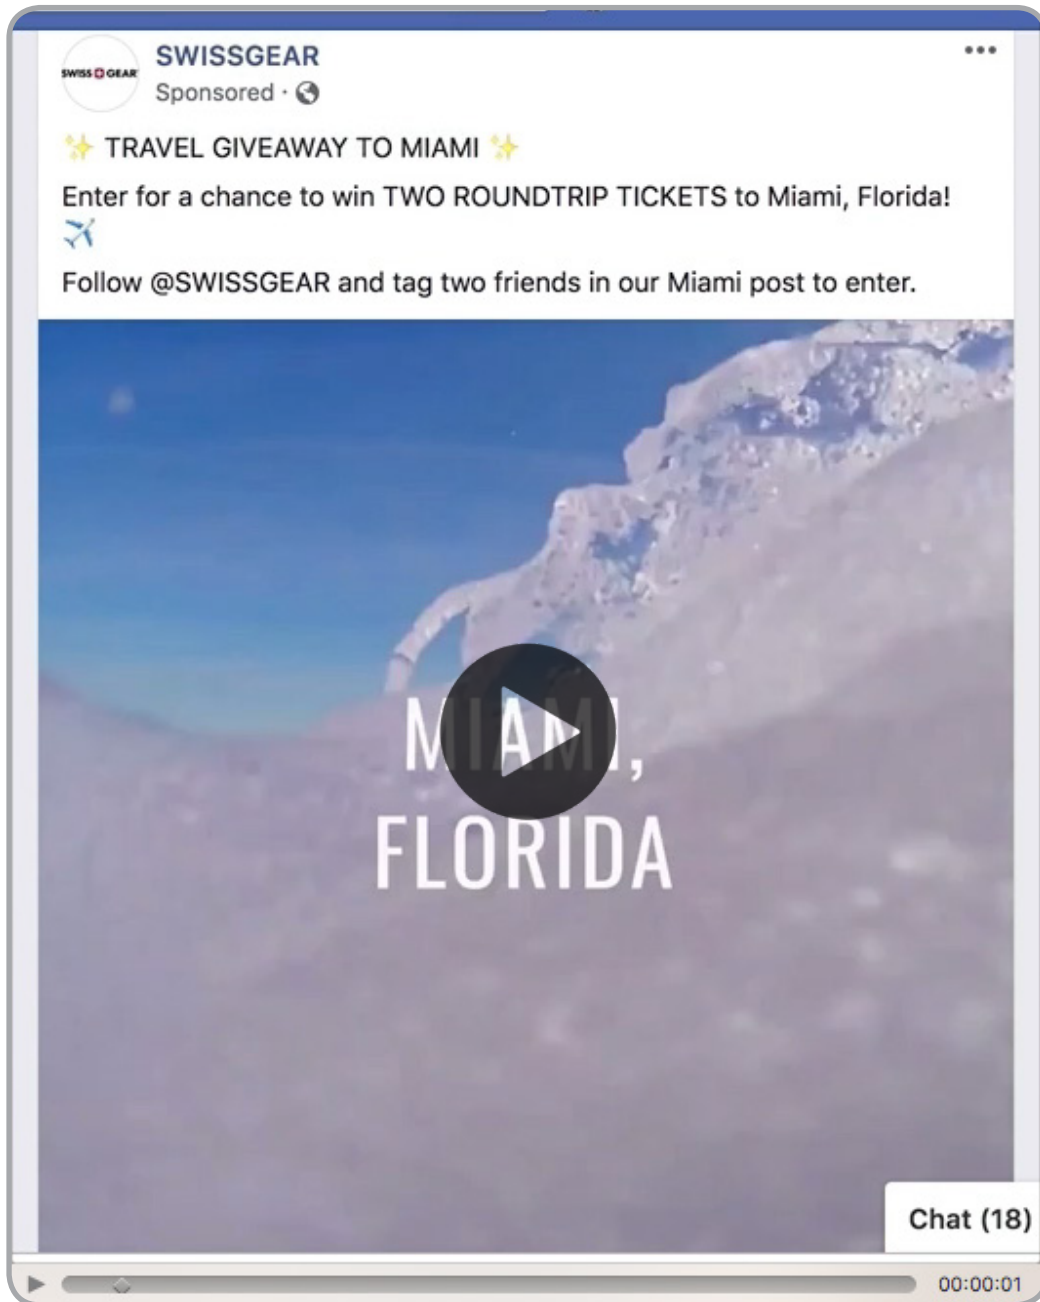 SWISS GEAR
SWISSGEAR
Sponsored ·
✨ TRAVEL GIVEAWAY TO MIAMI ✨
Enter for a chance to win TWO ROUNDTRIP TICKETS to Miami, Florida!
✈️
Follow @SWISSGEAR and tag two friends in our Miami post to enter.
MIAMI,
FLORIDA
Chat (18)
00:00:01